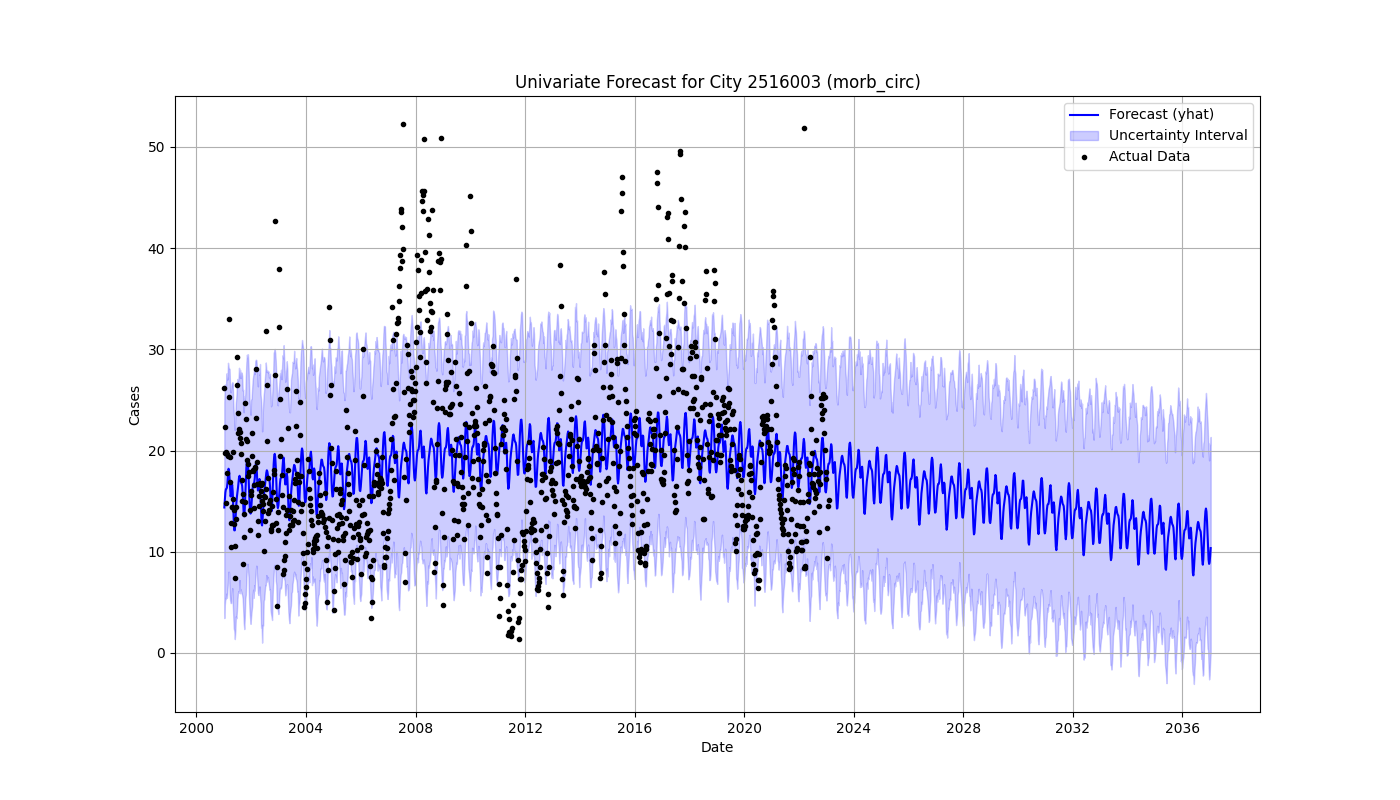 Univariate Forecast for City 2516003 (morb_circ)
Forecast (yhat)
Uncertainty Interval
Actual Data
Cases
50
40
30
20
10
0
2000 2004 2008 2012 2016 2020 2024 2028 2032 2036
Date